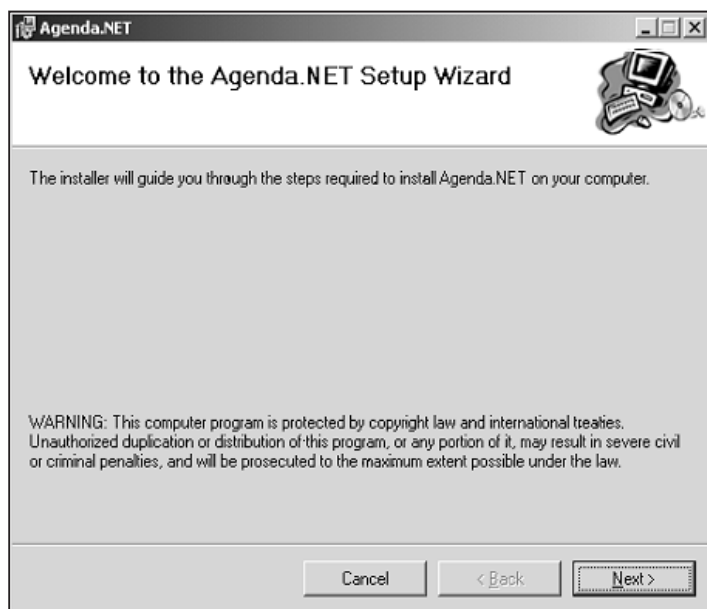 Agenda.NET
Welcome to the Agenda.NET Setup Wizard
The installer will guide you through the steps required to install Agenda.NET on your computer.
WARNING: This computer program is protected by copyright law and international treaties.
Unauthorized duplication or distribution of this program, or any portion of it, may result in severe civil
or criminal penalties, and will be prosecuted to the maximum extent possible under the law.
Cancel < Back Next >